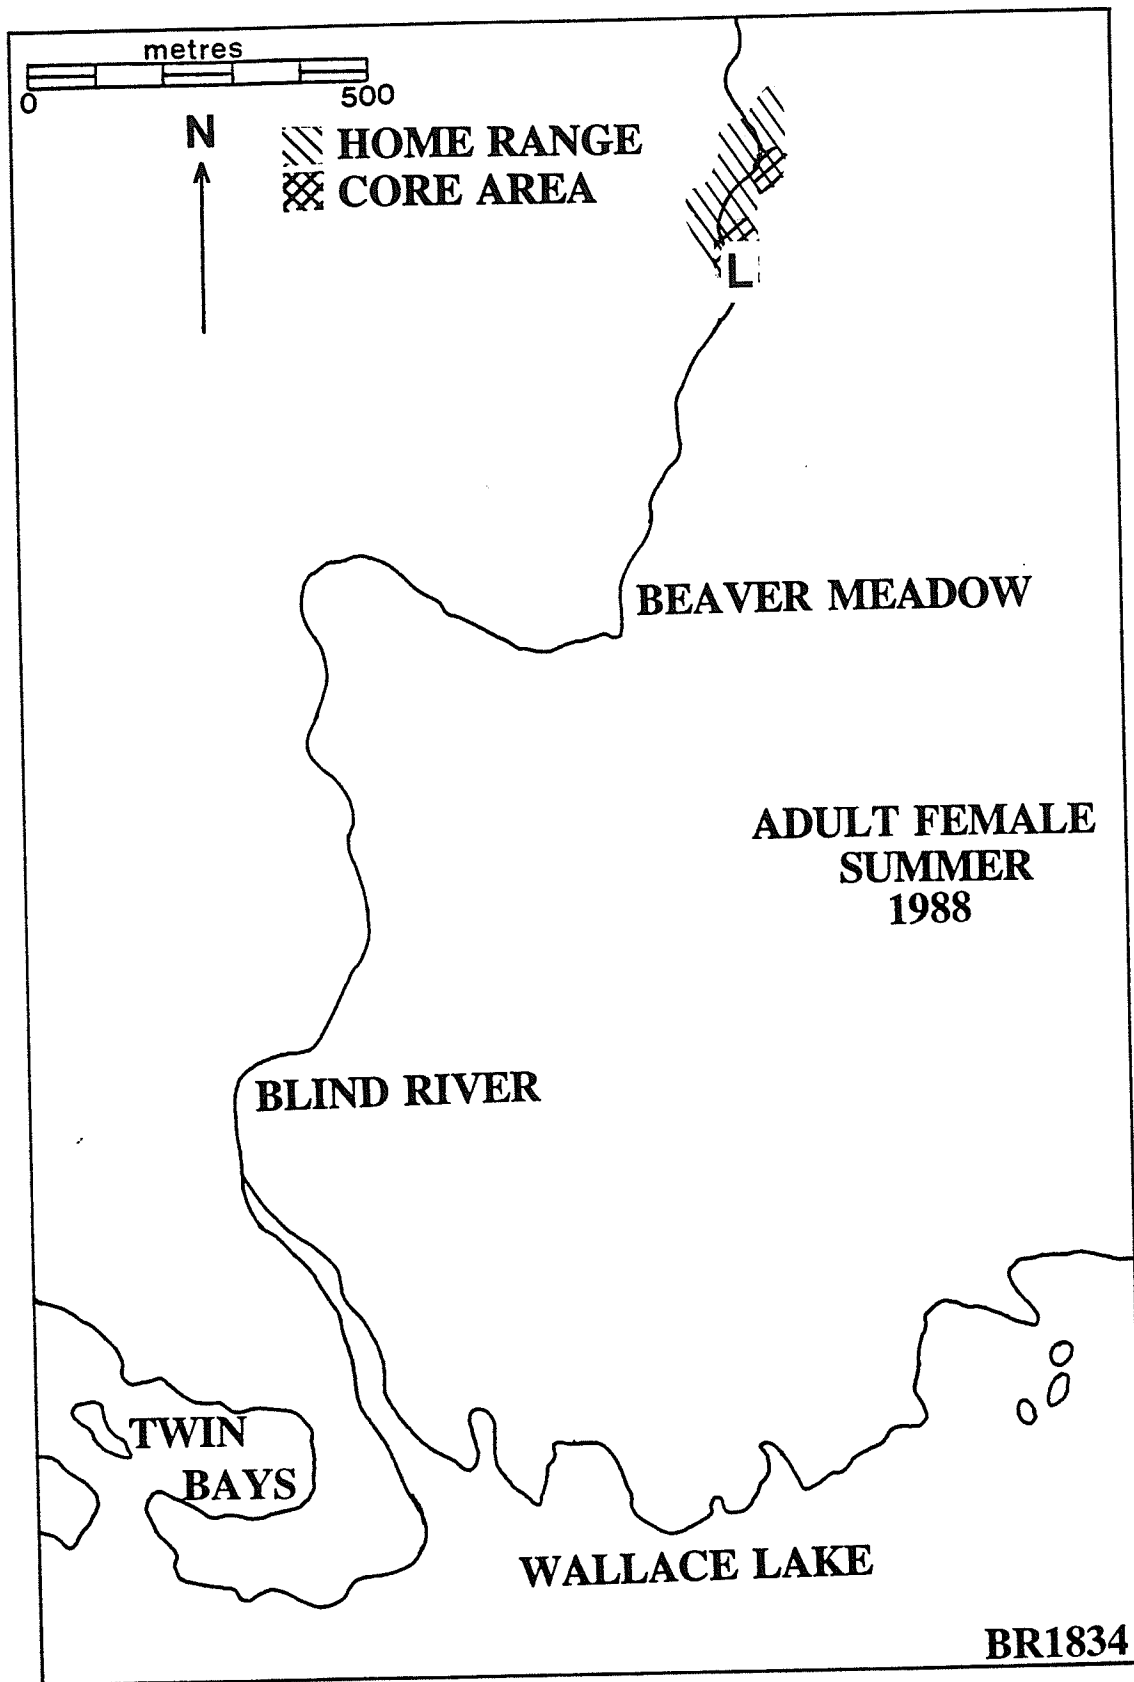 metres
0 500
N
HOME RANGE
CORE AREA
L
BEAVER MEADOW
ADULT FEMALE
SUMMER
1988
BLIND RIVER
TWIN
BAYS
WALLACE LAKE
BR1834